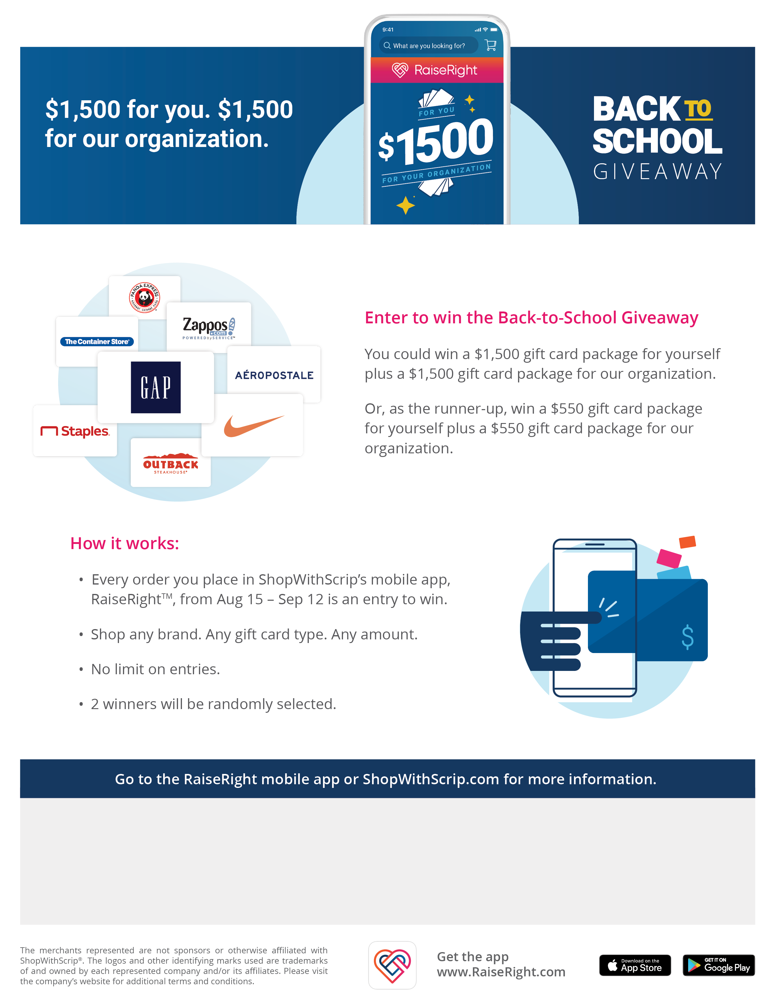 9:41
What are you looking for?
RaiseRight
$1,500 for you. $1,500
for our organization.
FOR YOU
$1500
FOR YOUR ORGANIZATION
BACK TO
SCHOOL
GIVEAWAY
PANDA EXPRESS
GOURMET CHINESE FOOD
Zappos
.com
POWERED by SERVICE™
The Container Store®
GAP
AÉROPOSTALE
Staples™
OUTBACK
STEAKHOUSE®
Enter to win the Back-to-School Giveaway
You could win a $1,500 gift card package for yourself
plus a $1,500 gift card package for our organization.
Or, as the runner-up, win a $550 gift card package
for yourself plus a $550 gift card package for our
organization.
How it works:
• Every order you place in ShopWithScrip’s mobile app,
RaiseRight™, from Aug 15 – Sep 12 is an entry to win.
• Shop any brand. Any gift card type. Any amount.
• No limit on entries.
• 2 winners will be randomly selected.
$
Go to the RaiseRight mobile app or ShopWithScrip.com for more information.
The merchants represented are not sponsors or otherwise affiliated with
ShopWithScrip®. The logos and other identifying marks used are trademarks
of and owned by each represented company and/or its affiliates. Please visit
the company’s website for additional terms and conditions.
Get the app
www.RaiseRight.com
Download on the
App Store
GET IT ON
Google Play